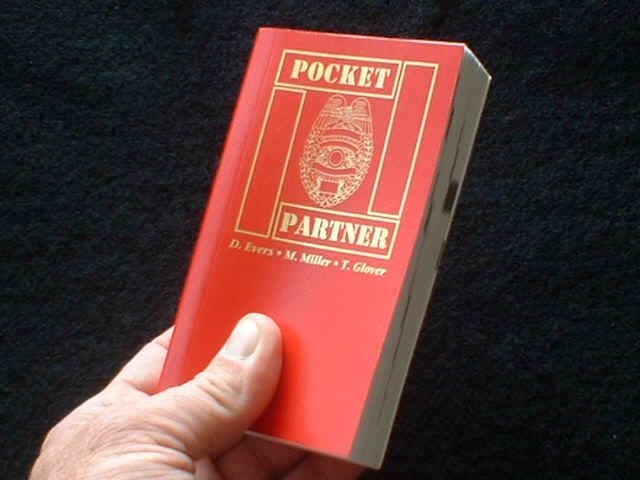 POCKET
PARTNER
D. Evers • M. Miller • T. Glover